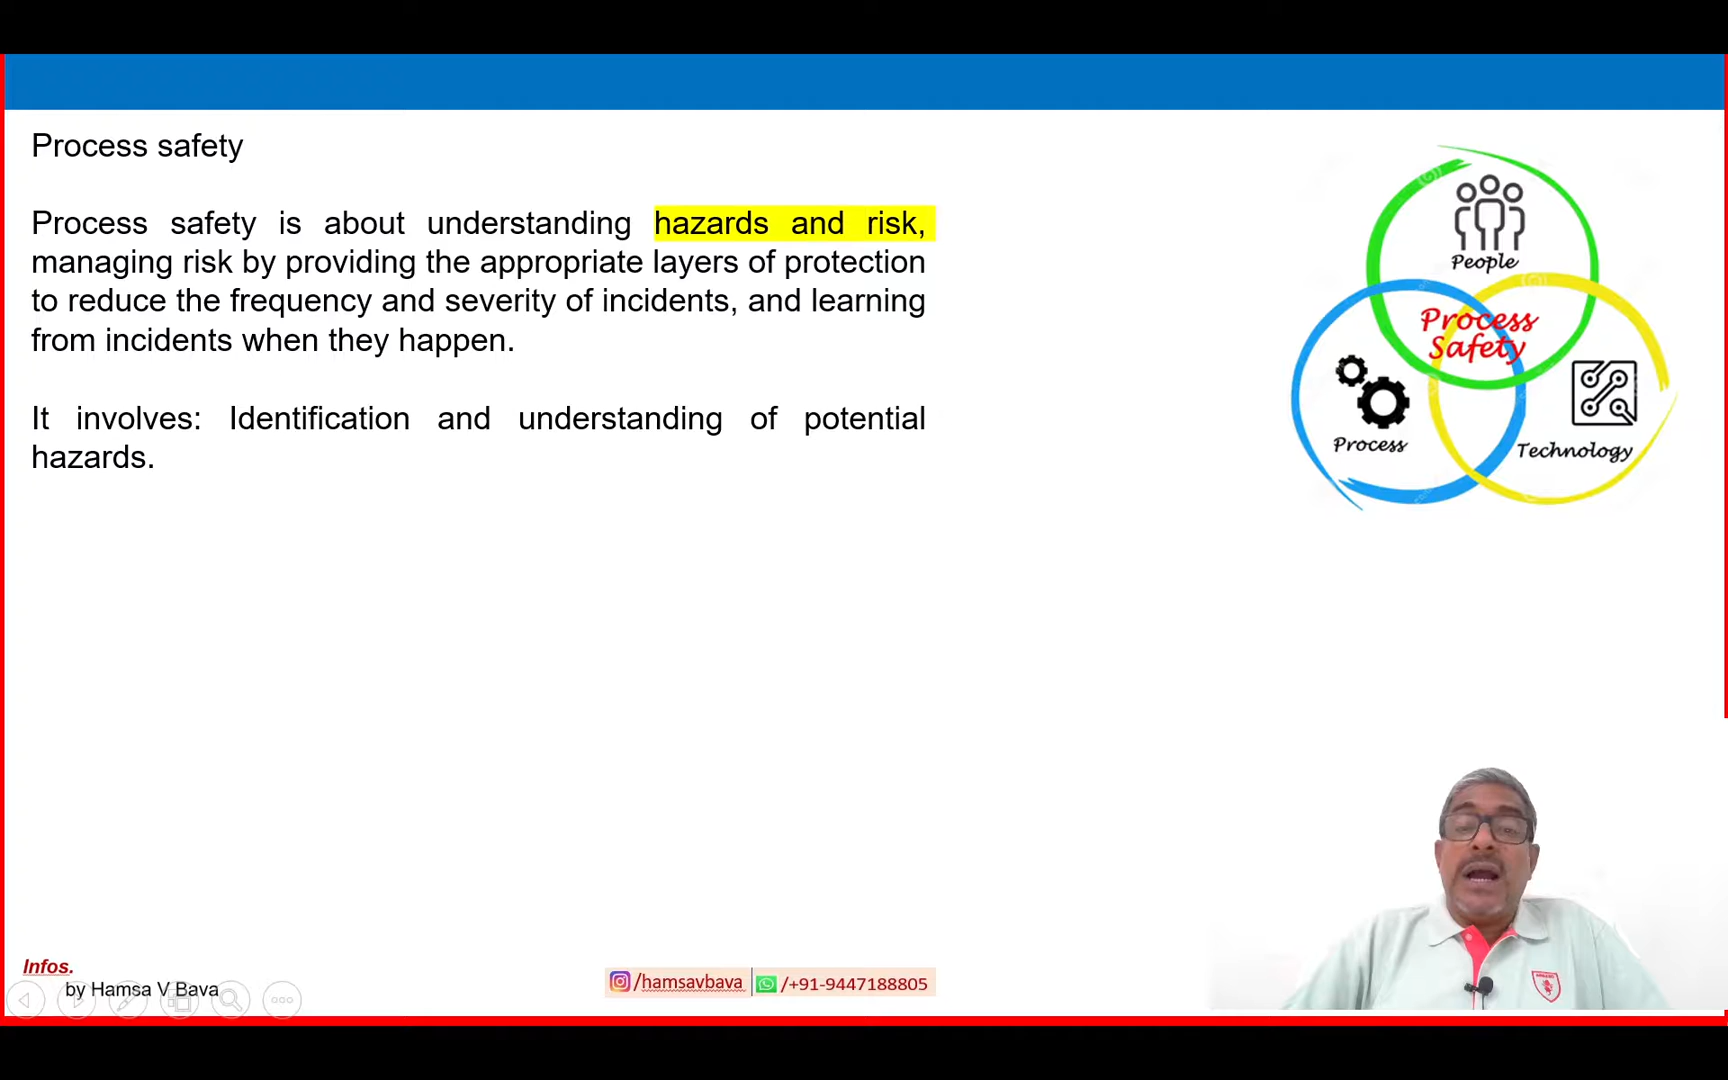 Process safety
Process safety is about understanding hazards and risk,
managing risk by providing the appropriate layers of protection
to reduce the frequency and severity of incidents, and learning
from incidents when they happen.
It involves: Identification and understanding of potential
hazards.
People
Process
Safety
Process
Technology
Infos.
by Hamsa V Bava
/hamsavbava
/+91-9447188805